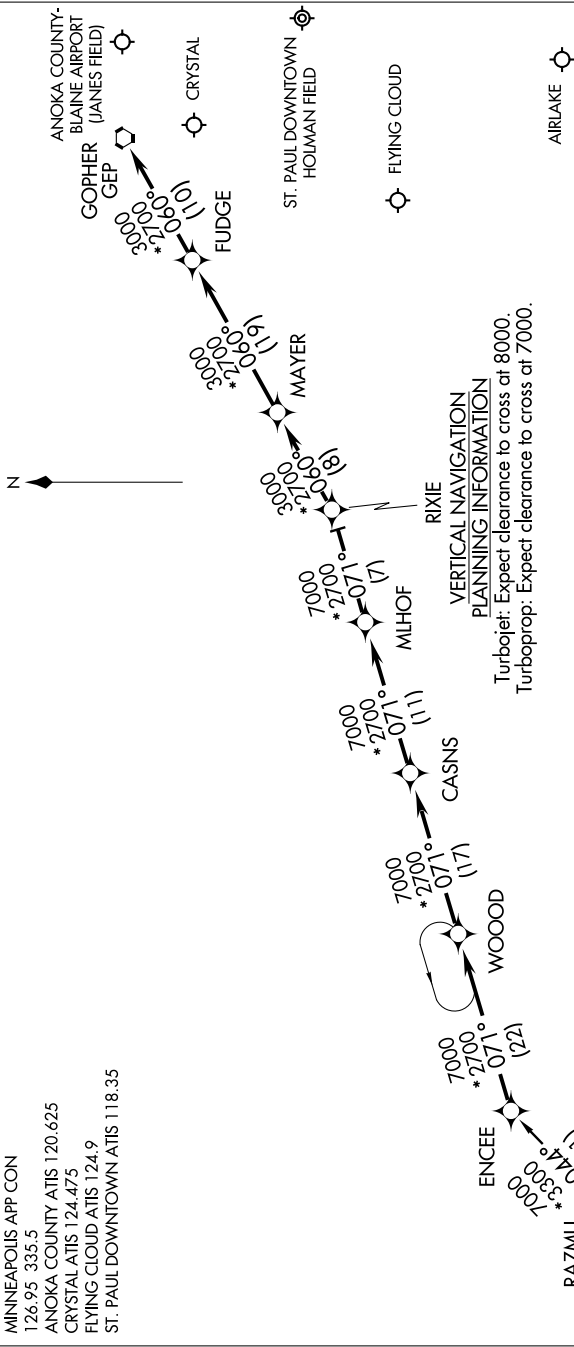 MINNEAPOLIS APP CON
126.95 335.5
ANOKA COUNTY ATIS 120.625
CRYSTAL ATIS 124.475
FLYING CLOUD ATIS 124.9
ST. PAUL DOWNTOWN ATIS 118.35
N
ANOKA COUNTY-
BLAINE AIRPORT
(JANES FIELD)
CRYSTAL
ST. PAUL DOWNTOWN
HOLMAN FIELD
FLYING CLOUD
AIRLAKE
GOPHER
GEP
3000
*2700
060°
(10)
FUDGE
3000
*2700
060°
(19)
MAYER
3000
*2700
060°
(8)
RIXIE
VERTICAL NAVIGATION
PLANNING INFORMATION
Turbojet: Expect clearance to cross at 8000.
Turboprop: Expect clearance to cross at 7000.
7000
*2700
071°
(7)
MLHOF
7000
*2700
071°
(11)
CASNS
7000
*2700
071°
(17)
WOOOD
7000
*2700
071°
(22)
ENCEE
7000
*3300
044°